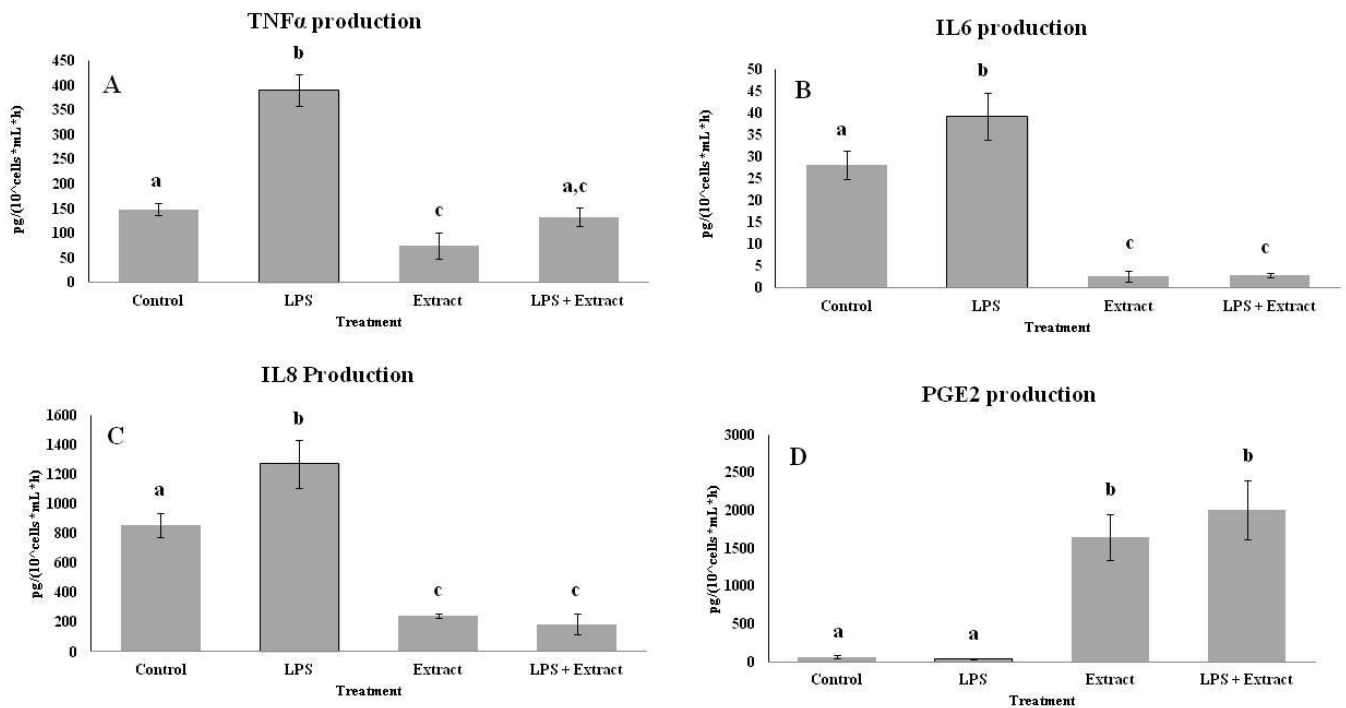 TNFα production
A
b
a
c
a,c
pg/(10^cells *mL *h)
450
400
350
300
250
200
150
100
50
0
Control LPS Extract LPS + Extract
Treatment
IL6 production
B
b
a
c
c
pg/(10^cells *mL *h)
50
45
40
35
30
25
20
15
10
5
0
Control LPS Extract LPS + Extract
Treatment
IL8 Production
C
b
a
c
c
pg/(10^cells *mL *h)
1600
1400
1200
1000
800
600
400
200
0
Control LPS Extract LPS + Extract
Treatment
PGE2 production
D
a
a
b
b
pg/(10^cells *mL *h)
3000
2500
2000
1500
1000
500
0
Control LPS Extract LPS + Extract
Treatment